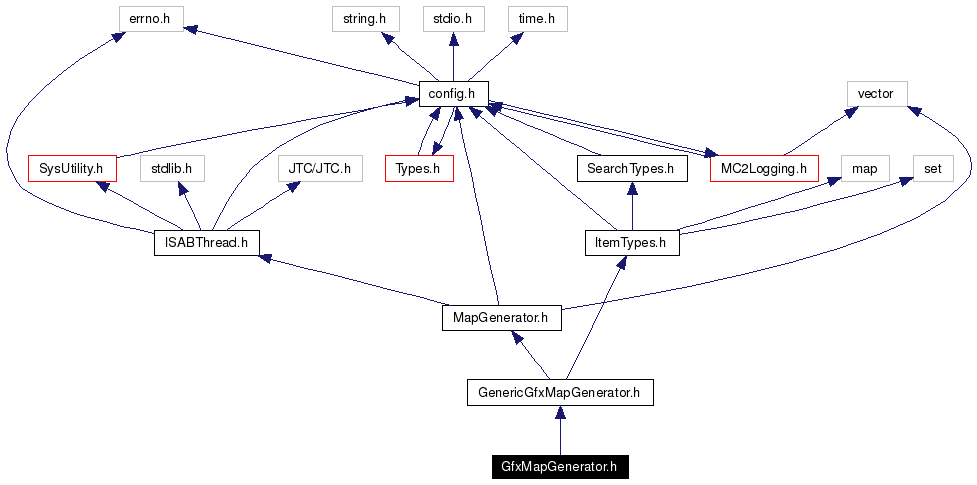 errno.h
string.h
stdio.h
time.h
config.h
vector
SysUtility.h
stdlib.h
JTC/JTC.h
Types.h
SearchTypes.h
MC2Logging.h
map
set
ISABThread.h
ItemTypes.h
MapGenerator.h
GenericGfxMapGenerator.h
GfxMapGenerator.h